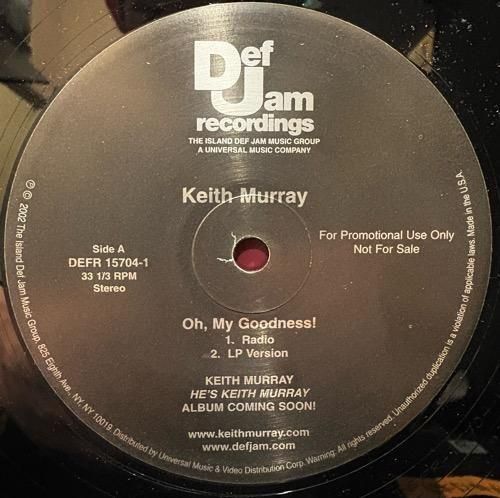 Def
Jam
recordings
THE ISLAND DEF JAM MUSIC GROUP
A UNIVERSAL MUSIC COMPANY
Keith Murray
Side A
DEFR 15704-1
33 1/3 RPM
Stereo
For Promotional Use Only
Not For Sale
Oh, My Goodness!
1. Radio
2. LP Version
KEITH MURRAY
HE'S KEITH MURRAY
ALBUM COMING SOON!
www.keithmurray.com
www.defjam.com
℗ © 2002 The Island Def Jam Music Group, 825 Eighth Ave., NY, NY 10019. Distributed by Universal Music & Video Distribution Corp. Warning: All rights reserved. Unauthorized duplication is a violation of applicable laws. Made in the U.S.A.